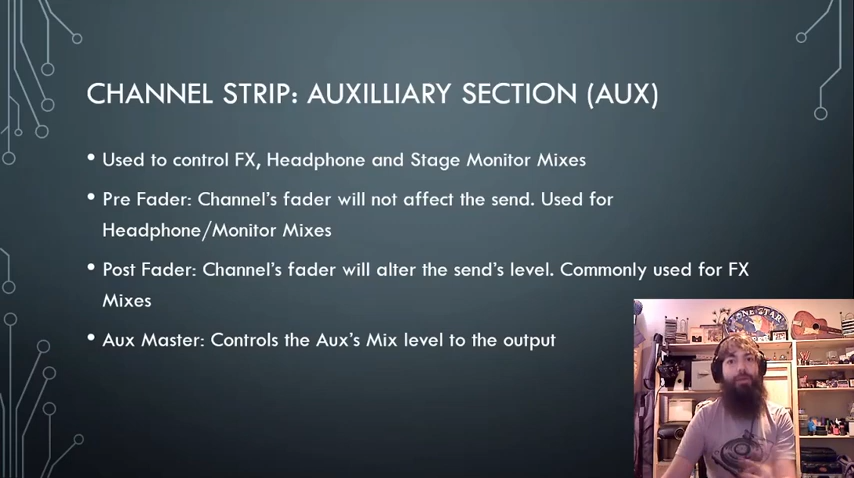 CHANNEL STRIP: AUXILLIARY SECTION (AUX)
• Used to control FX, Headphone and Stage Monitor Mixes
• Pre Fader: Channel's fader will not affect the send. Used for
Headphone/Monitor Mixes
• Post Fader: Channel's fader will alter the send's level. Commonly used for FX
Mixes
• Aux Master: Controls the Aux's Mix level to the output